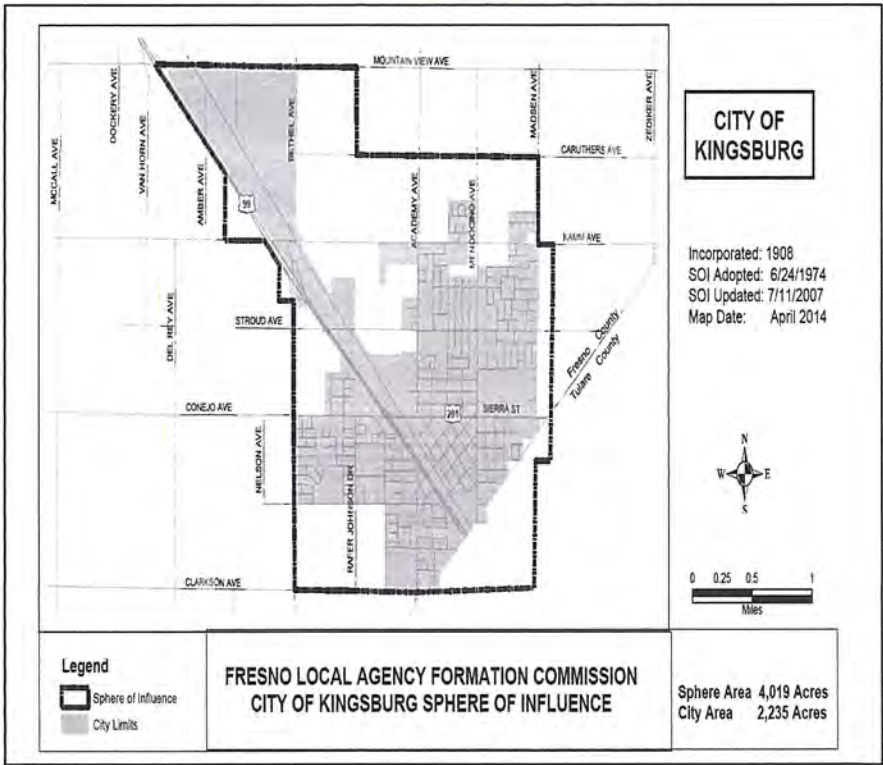 MOUNTAIN VIEW AVE
DOCKERY AVE
VAN HORN AVE
MCCALL AVE
AMBER AVE
BETHEL AVE
MADSEN AVE
ZEDIKER AVE
CARUTHERS AVE
99
ACADEMY AVE
MENDOCINO AVE
KAMM AVE
DEL REY AVE
STROUD AVE
Fresno County
Tulare County
CONEJO AVE
201
SIERRA ST
NELSON AVE
RAFER JOHNSON DR
CLARKSON AVE
CITY OF
KINGSBURG
Incorporated: 1908
SOI Adopted: 6/24/1974
SOI Updated: 7/11/2007
Map Date: April 2014
N
W E
S
0 0.25 0.5 1
Miles
Legend
Sphere of Influence
City Limits
FRESNO LOCAL AGENCY FORMATION COMMISSION
CITY OF KINGSBURG SPHERE OF INFLUENCE
Sphere Area 4,019 Acres
City Area 2,235 Acres